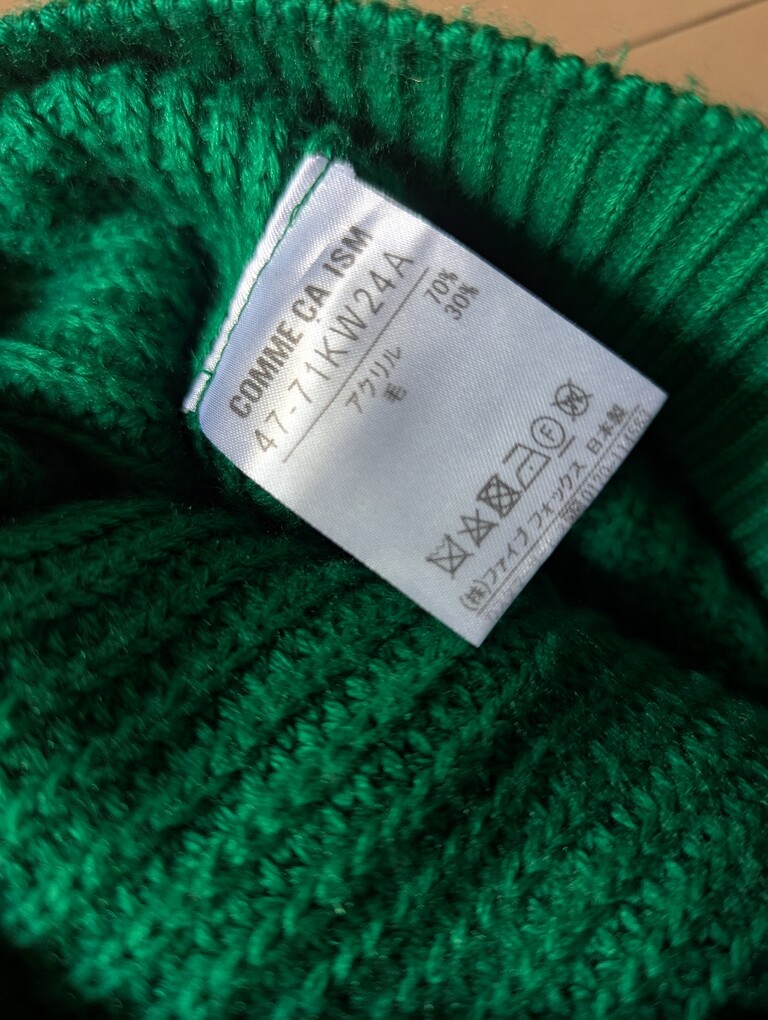 COMME CA ISM
47-71KW24A
アクリル 70%
毛 30%
F W
(株)ファイブフォックス 日本製